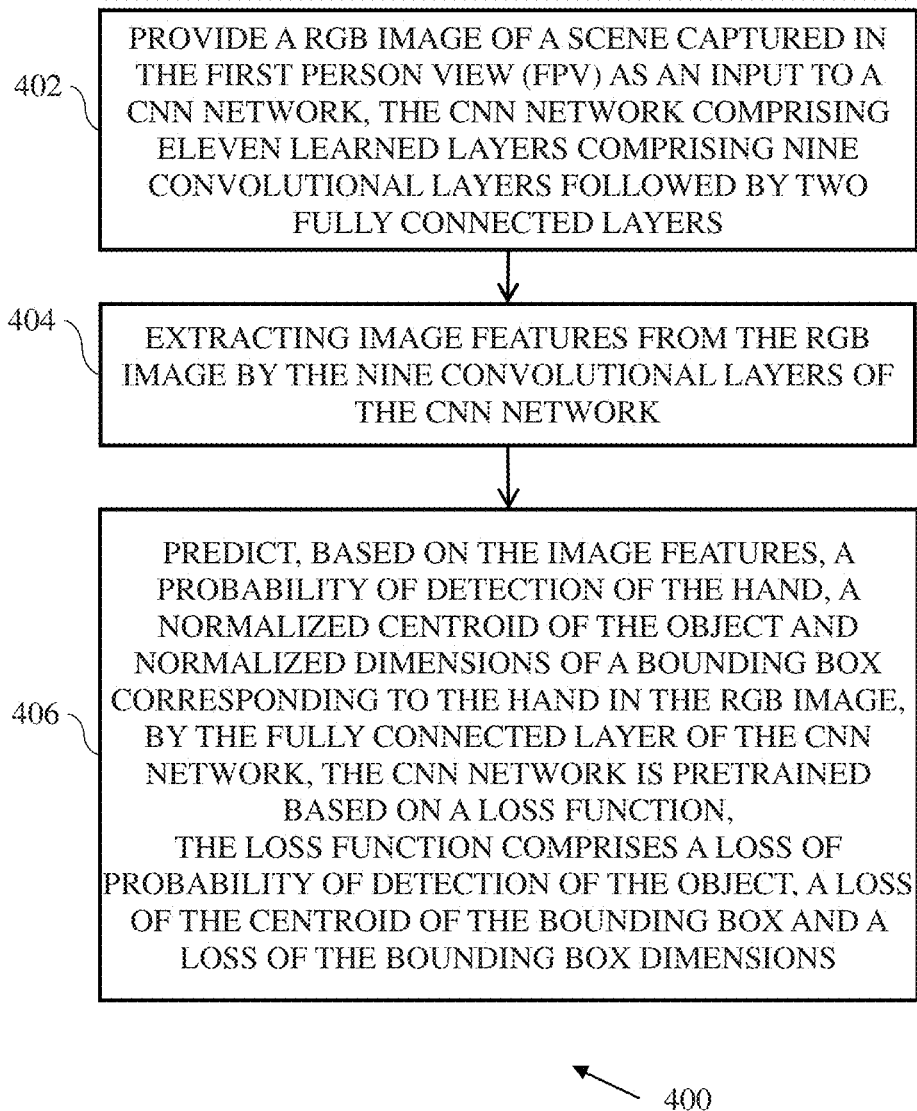 402
PROVIDE A RGB IMAGE OF A SCENE CAPTURED IN
THE FIRST PERSON VIEW (FPV) AS AN INPUT TO A
CNN NETWORK, THE CNN NETWORK COMPRISING
ELEVEN LEARNED LAYERS COMPRISING NINE
CONVOLUTIONAL LAYERS FOLLOWED BY TWO
FULLY CONNECTED LAYERS
404
EXTRACTING IMAGE FEATURES FROM THE RGB
IMAGE BY THE NINE CONVOLUTIONAL LAYERS OF
THE CNN NETWORK
406
PREDICT, BASED ON THE IMAGE FEATURES, A
PROBABILITY OF DETECTION OF THE HAND, A
NORMALIZED CENTROID OF THE OBJECT AND
NORMALIZED DIMENSIONS OF A BOUNDING BOX
CORRESPONDING TO THE HAND IN THE RGB IMAGE,
BY THE FULLY CONNECTED LAYER OF THE CNN
NETWORK, THE CNN NETWORK IS PRETRAINED
BASED ON A LOSS FUNCTION,
THE LOSS FUNCTION COMPRISES A LOSS OF
PROBABILITY OF DETECTION OF THE OBJECT, A LOSS
OF THE CENTROID OF THE BOUNDING BOX AND A
LOSS OF THE BOUNDING BOX DIMENSIONS
400